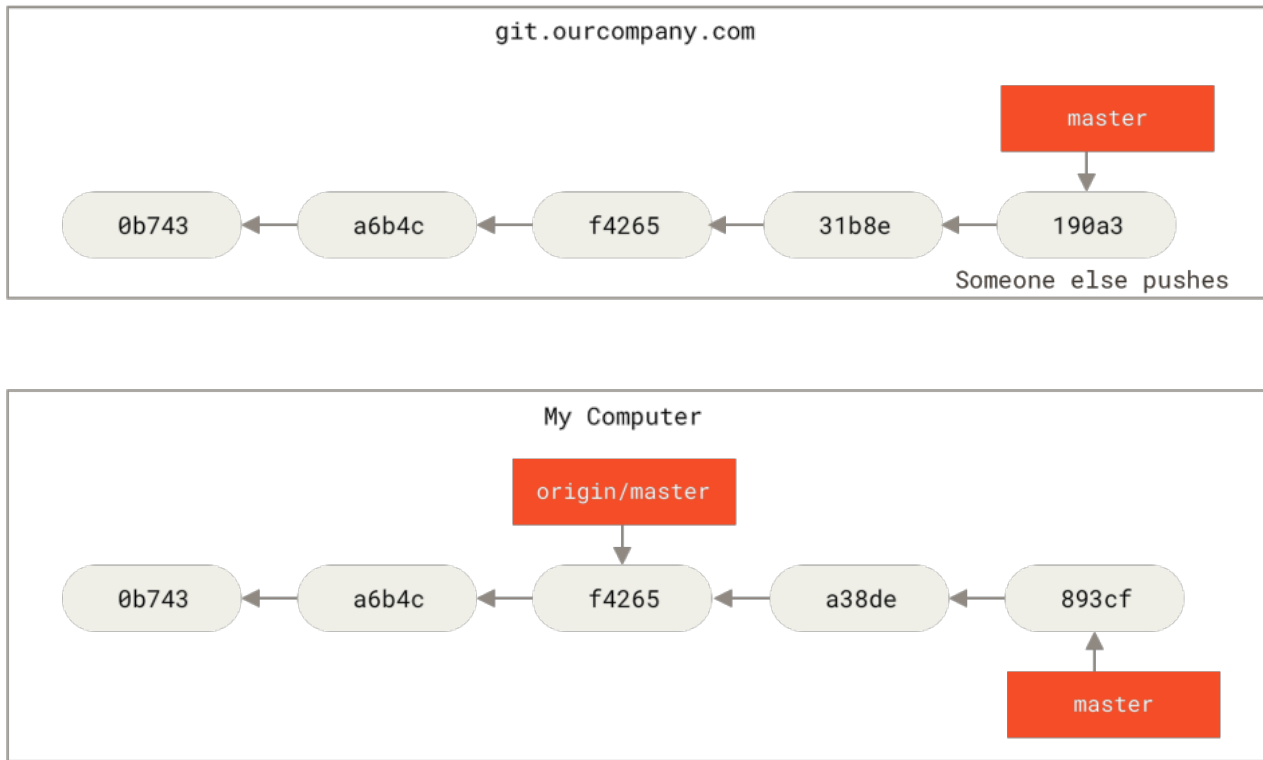 git.ourcompany.com
master
0b743 a6b4c f4265 31b8e 190a3
Someone else pushes
My Computer
origin/master
0b743 a6b4c f4265 a38de 893cf
master